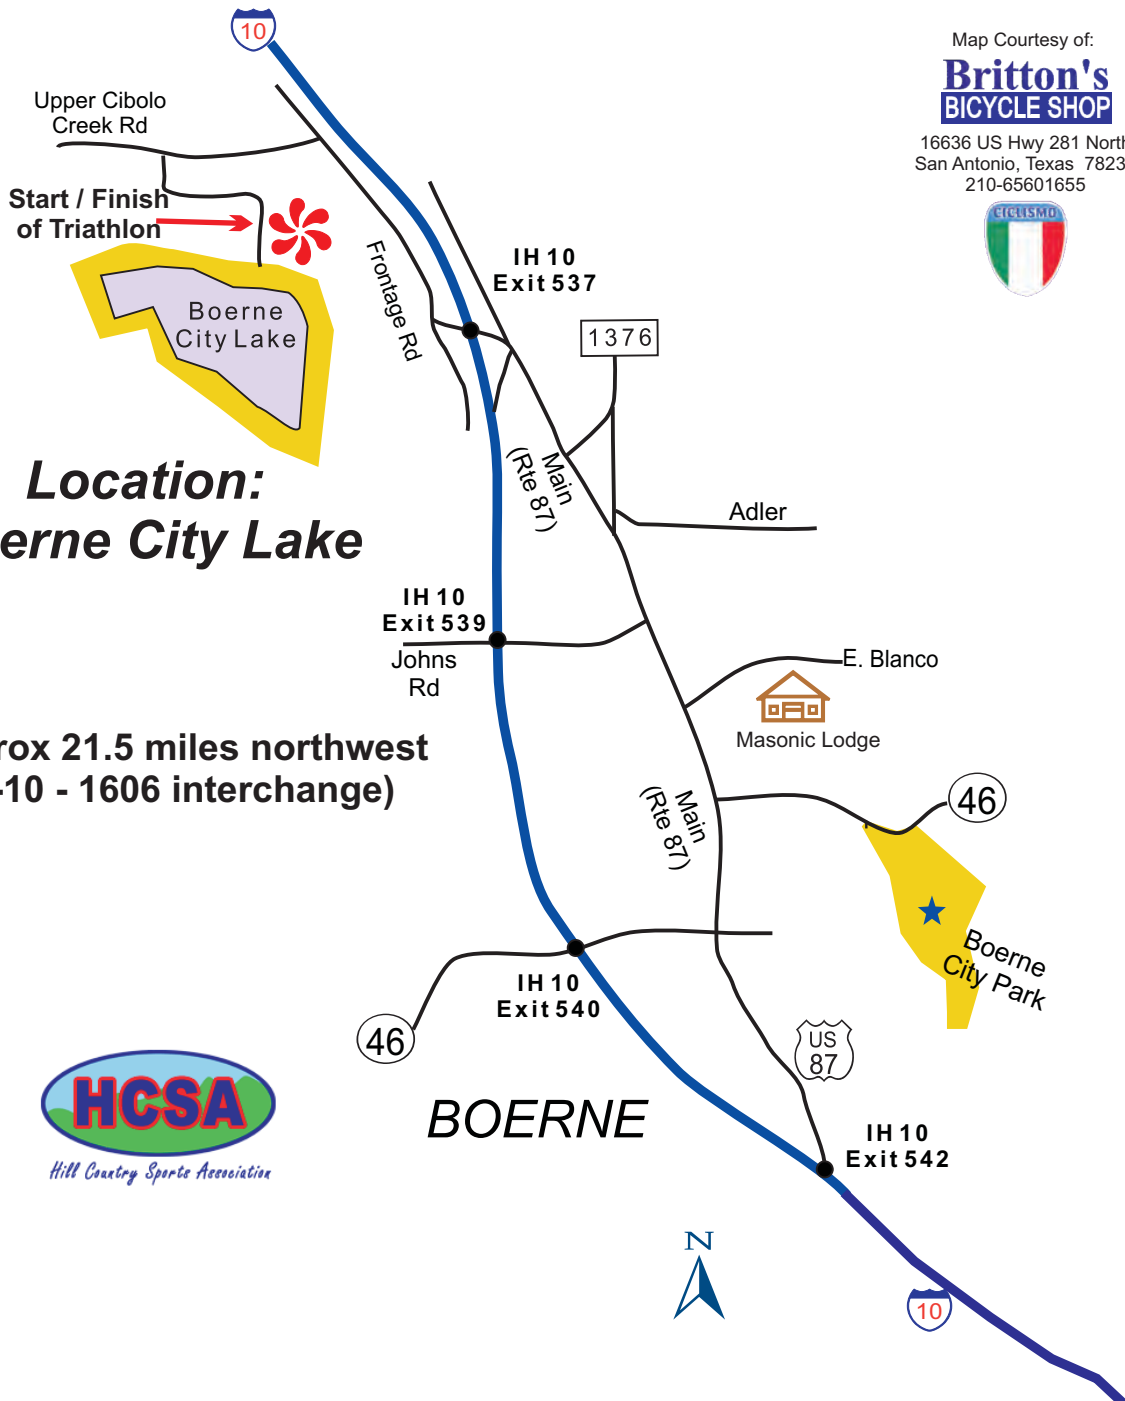 10
Map Courtesy of:
Britton's
BICYCLE SHOP
16636 US Hwy 281 North
San Antonio, Texas 7823
210-65601655
CICLISMO
Upper Cibolo
Creek Rd
Start / Finish
of Triathlon
Boerne
City Lake
Frontage Rd
IH 10
Exit 537
1376
Main
(Rte 87)
Adler
Location:
erne City Lake
IH 10
Exit 539
Johns
Rd
E. Blanco
Masonic Lodge
rox 21.5 miles northwest
-10 - 1606 interchange)
Main
(Rte 87)
46
Boerne
City Park
IH 10
Exit 540
46
US
87
HCSA
Hill Country Sports Association
BOERNE
IH 10
Exit 542
N
10